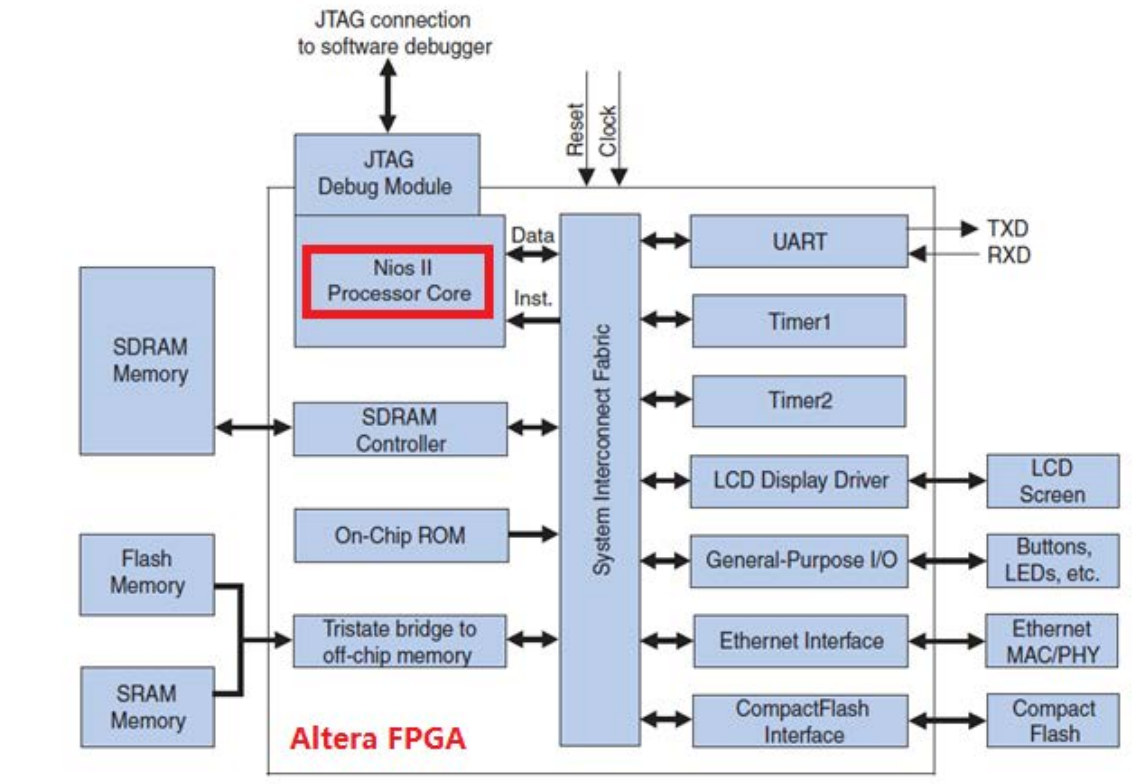 JTAG connection
to software debugger
Reset
Clock
JTAG
Debug Module
Data
Nios II
Processor Core
Inst.
UART
TXD
RXD
Timer1
SDRAM
Memory
System Interconnect Fabric
Timer2
SDRAM
Controller
LCD Display Driver
LCD
Screen
On-Chip ROM
Flash
Memory
General-Purpose I/O
Buttons,
LEDs, etc.
Tristate bridge to
off-chip memory
Ethernet Interface
Ethernet
MAC/PHY
SRAM
Memory
CompactFlash
Interface
Compact
Flash
Altera FPGA